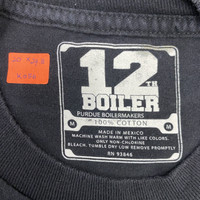 12TH
BOILER
PURDUE BOILERMAKERS
M 100% COTTON M
MADE IN MEXICO
MACHINE WASH WARM WITH LIKE COLORS.
ONLY NON-CHLORINE
BLEACH. TUMBLE DRY LOW REMOVE PROMPTLY
RN 93846